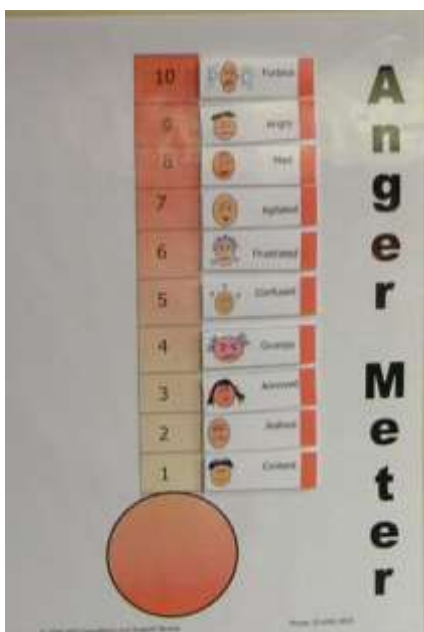 Anger Meter
10 Furious
9 Angry
8 Mad
7 Agitated
6 Frustrated
5 Confused
4 Grumpy
3 Annoyed
2 Jealous
1 Content